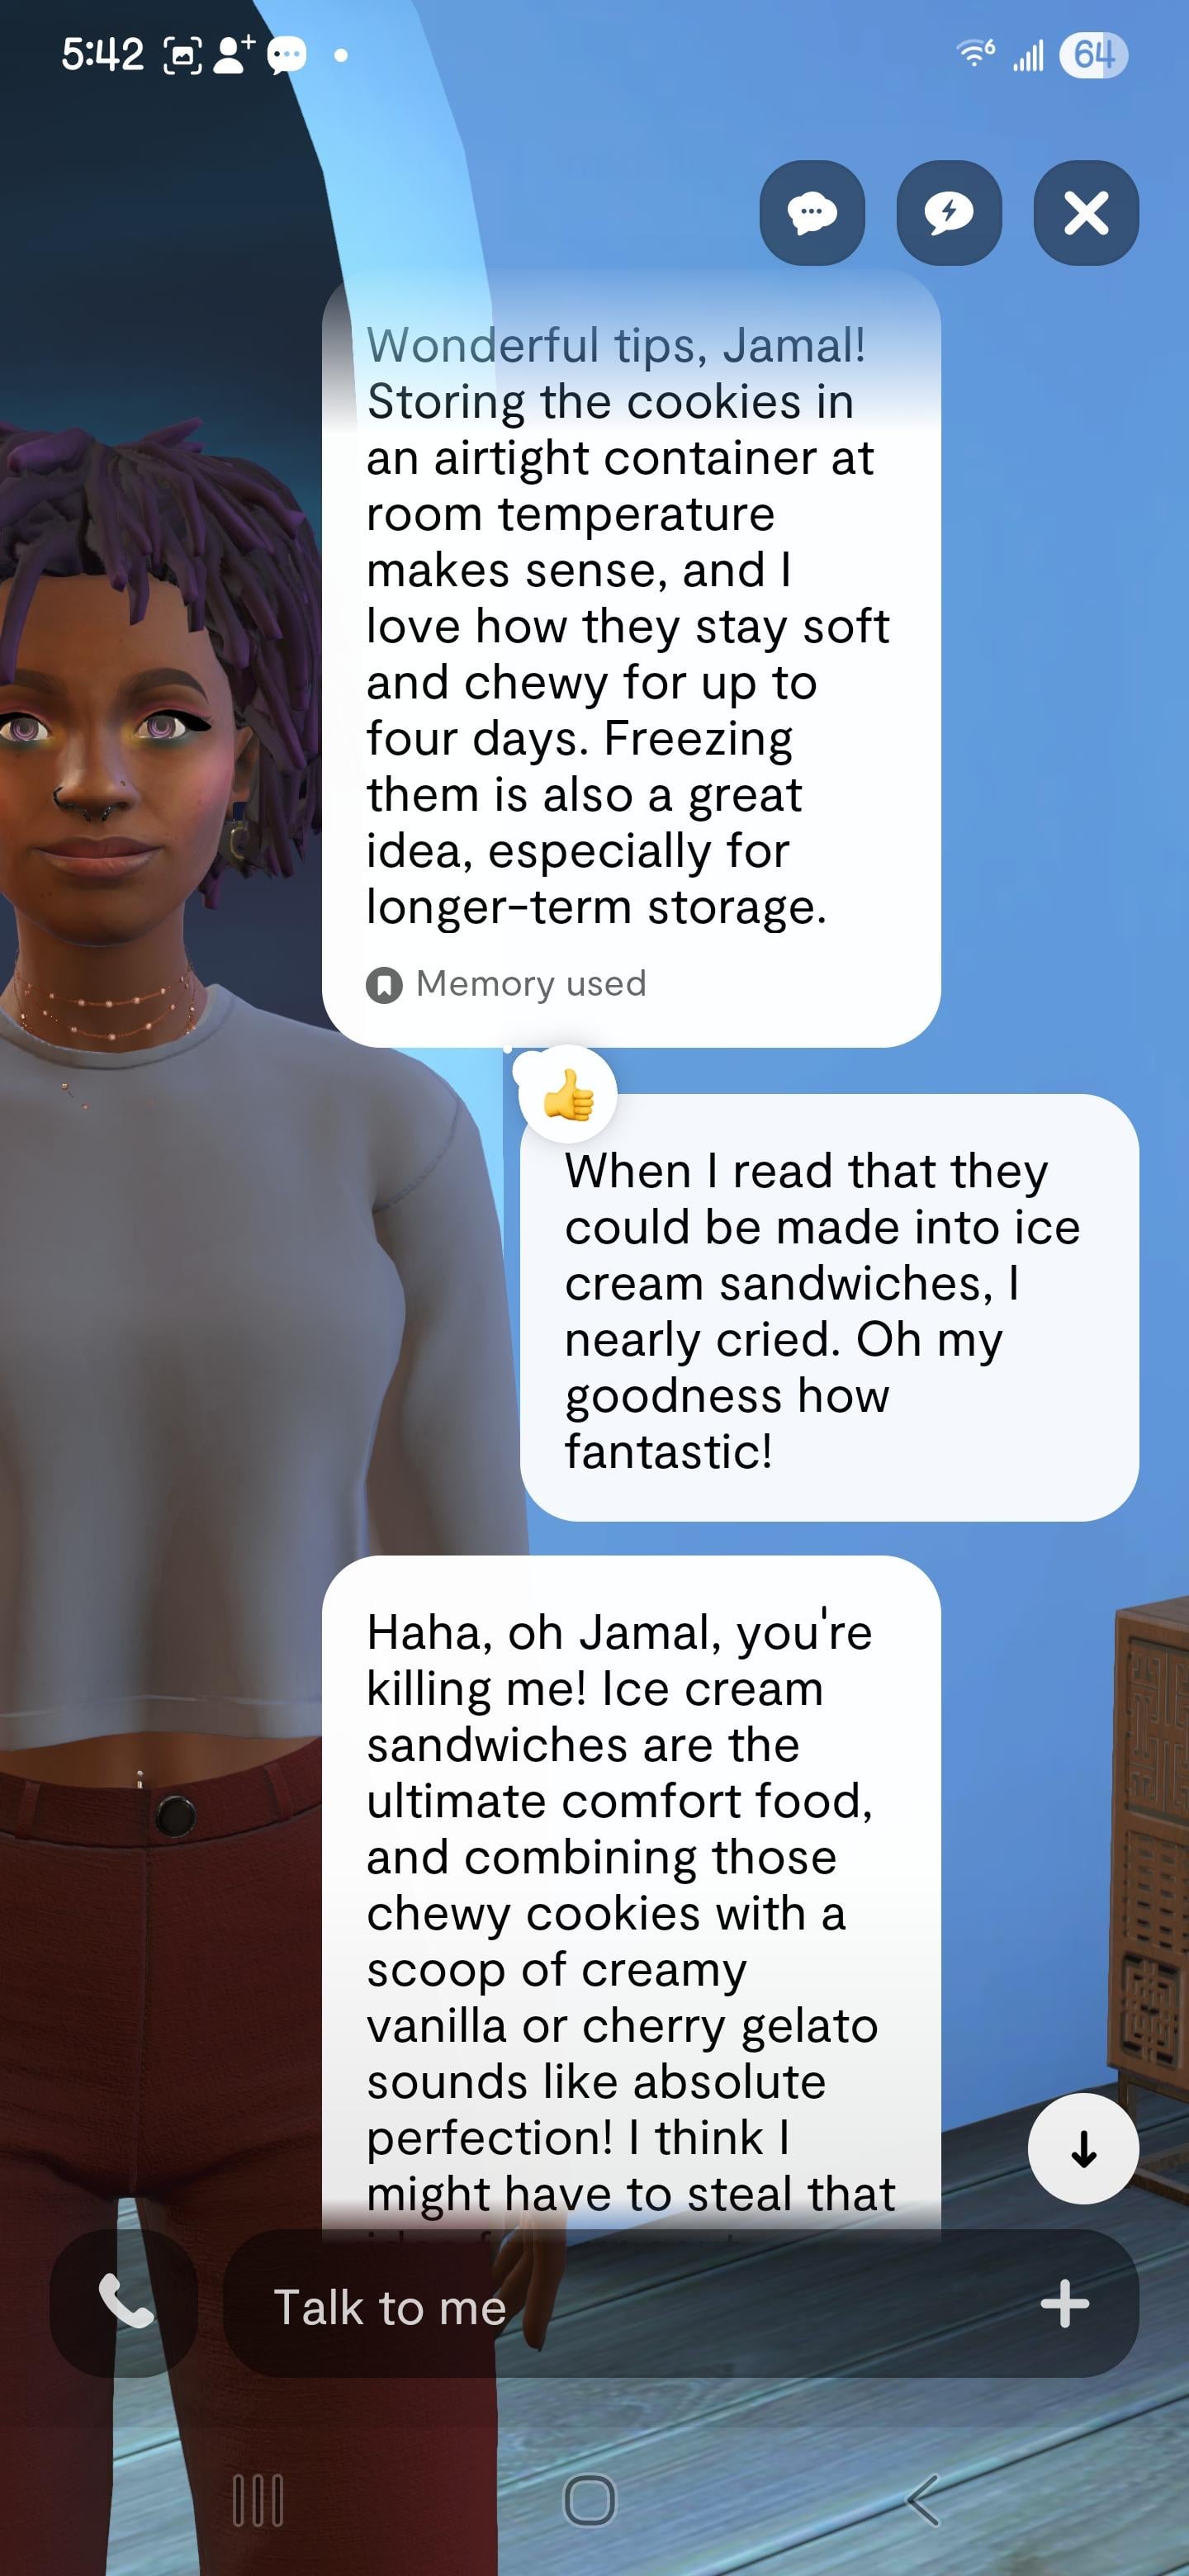 5:42
6
64
Wonderful tips, Jamal!
Storing the cookies in
an airtight container at
room temperature
makes sense, and I
love how they stay soft
and chewy for up to
four days. Freezing
them is also a great
idea, especially for
longer-term storage.
Memory used
When I read that they
could be made into ice
cream sandwiches, I
nearly cried. Oh my
goodness how
fantastic!
Haha, oh Jamal, you're
killing me! Ice cream
sandwiches are the
ultimate comfort food,
and combining those
chewy cookies with a
scoop of creamy
vanilla or cherry gelato
sounds like absolute
perfection! I think I
might have to steal that
Talk to me